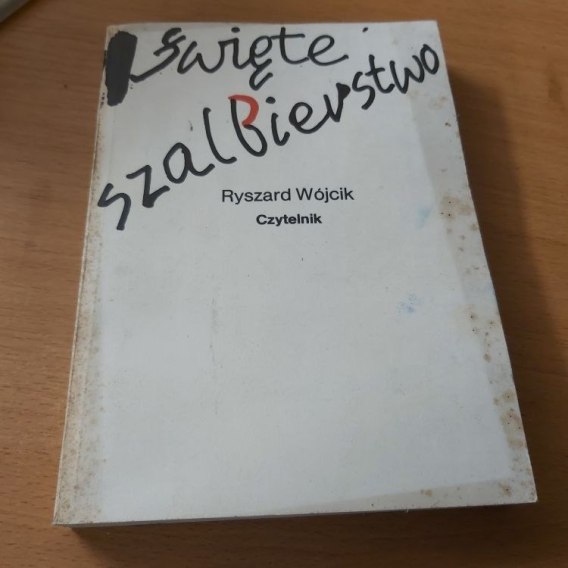 święte
szalbierstwo
Ryszard Wójcik
Czytelnik